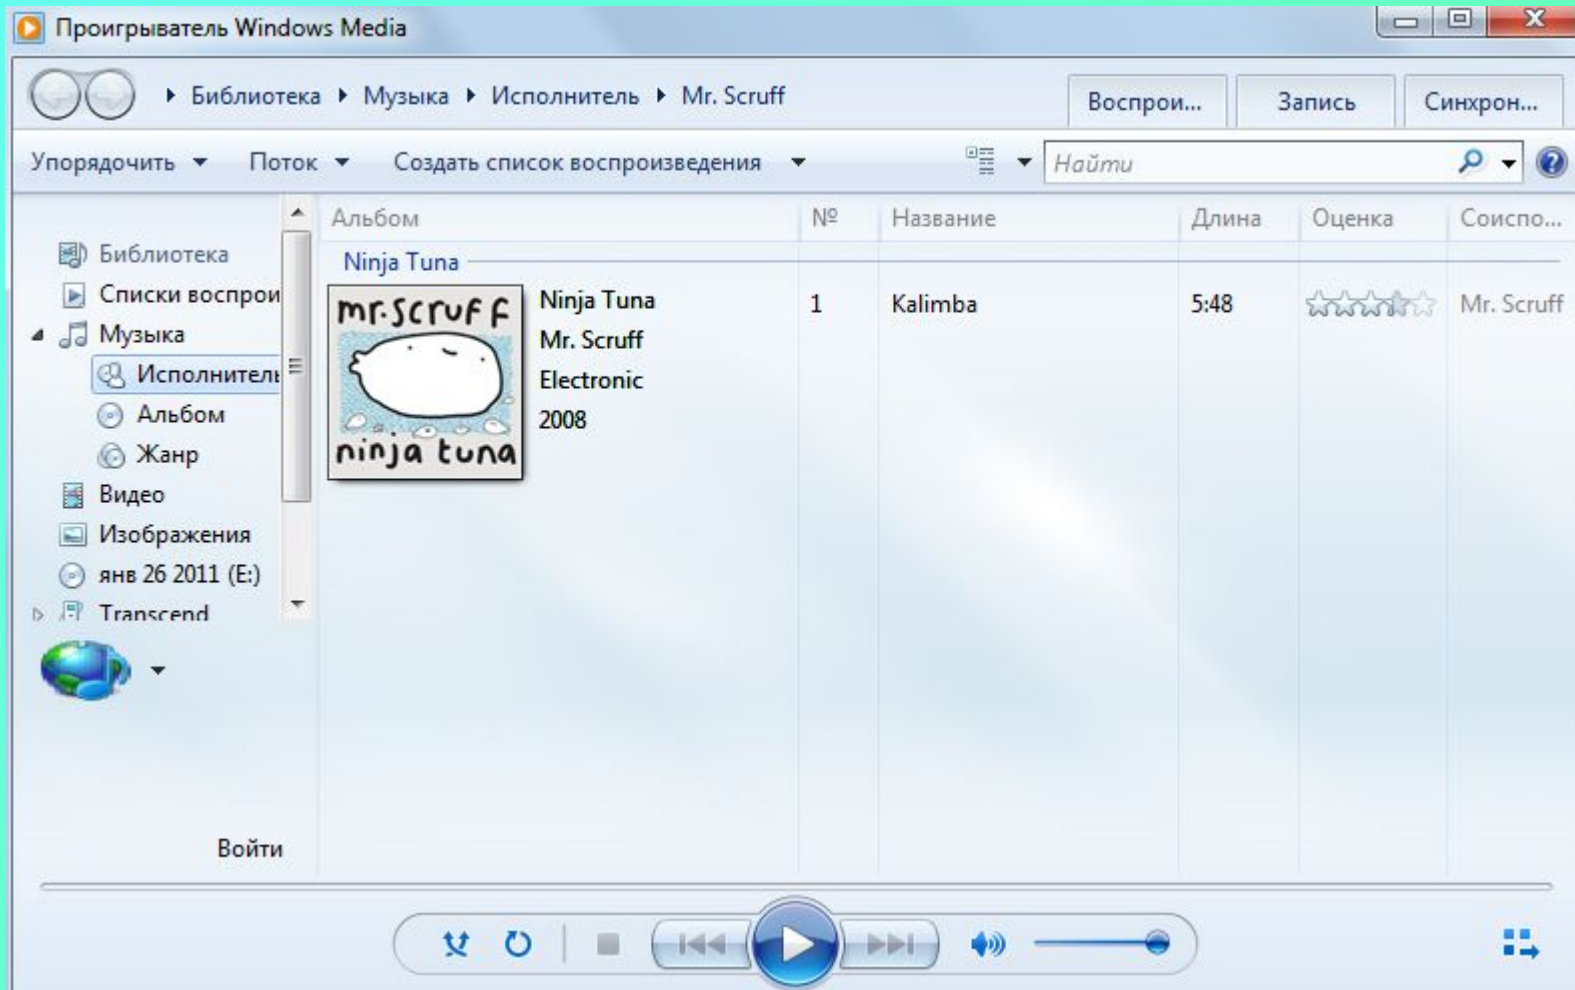 Проигрыватель Windows Media
Библиотека Музыка Исполнитель Mr. Scruff
Воспрои... Запись Синхрон...
Упорядочить Поток Создать список воспроизведения Найти
Альбом № Название Длина Оценка Соиспо...
Библиотека
Списки воспрои
Музыка
Исполнитель
Альбом
Жанр
Видео
Изображения
янв 26 2011 (E:)
Transcend
Войти
Ninja Tuna
mr.scruff
ninja tuna
Ninja Tuna
Mr. Scruff
Electronic
2008
1 Kalimba 5:48 Mr. Scruff